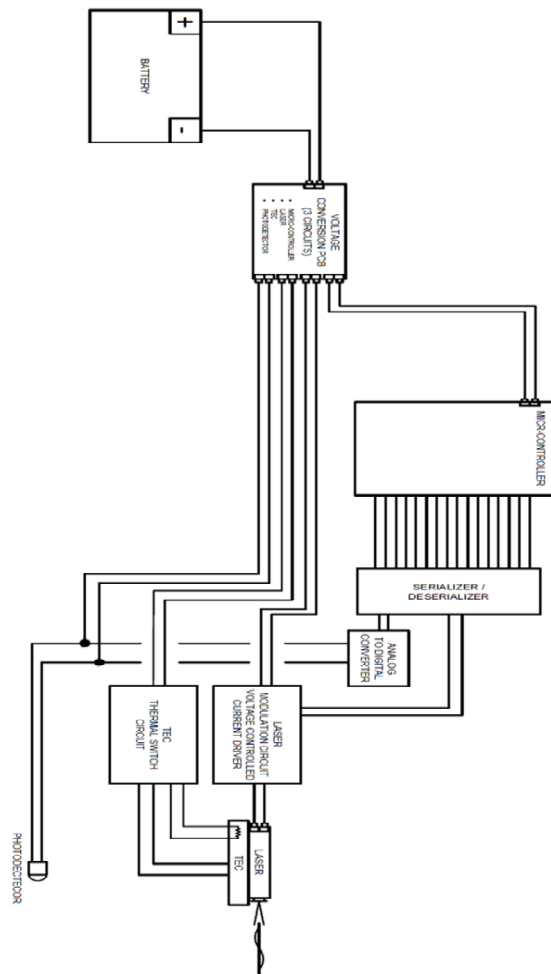 +
-
BATTERY
VOLTAGE
CONVERSION PCB
(3 CIRCUITS)
• MICRO-CONTROLLER
• LASER
• TEC
• PHOTODETECTOR
MICR-CONTROLLER
SERIALIZER /
DESERIALIZER
ANALOG
TO DIGITAL
CONVERTER
LASER
MODULATION CIRCUIT
VOLTAGE CONTROLLED
CURRENT DRIVER
TEC
THERMAL SWITCH
CIRCUIT
LASER
TEC
PHOTODECTECOR